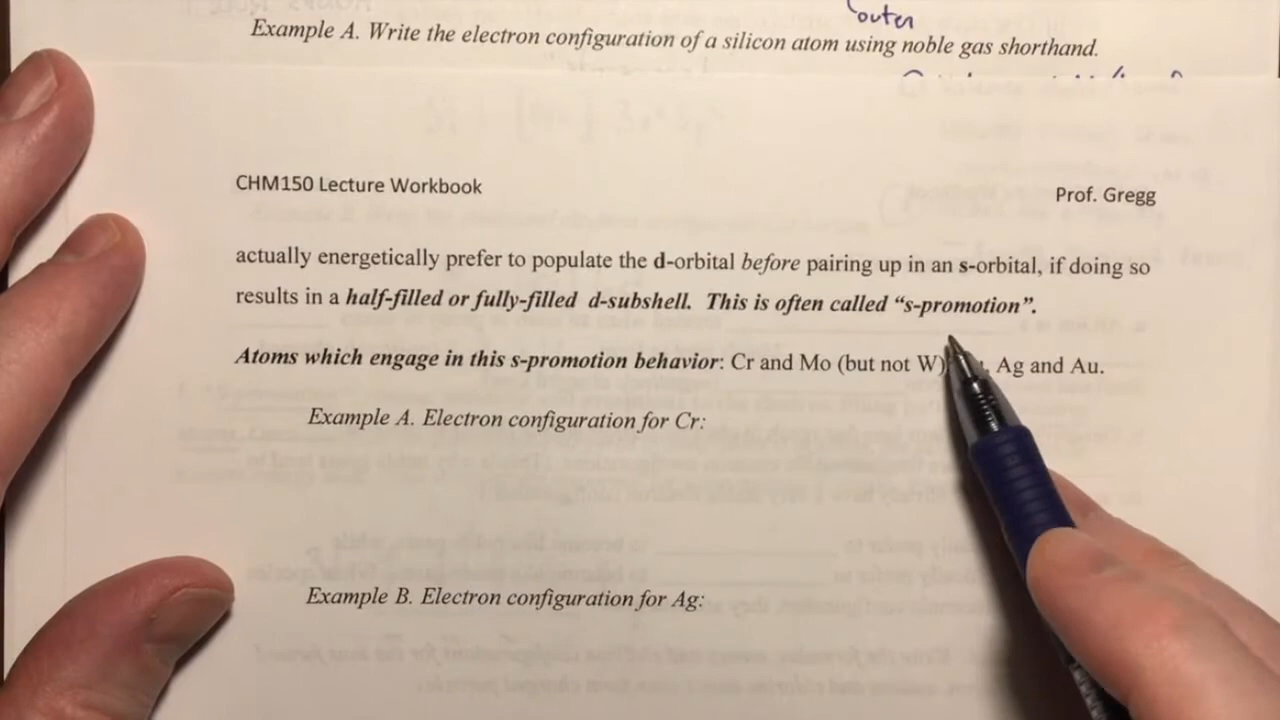 outer
Example A. Write the electron configuration of a silicon atom using noble gas shorthand.
CHM150 Lecture Workbook Prof. Gregg
actually energetically prefer to populate the d-orbital before pairing up in an s-orbital, if doing so
results in a half-filled or fully-filled d-subshell. This is often called “s-promotion”.
Atoms which engage in this s-promotion behavior: Cr and Mo (but not W) Ag and Au.
Example A. Electron configuration for Cr:
Example B. Electron configuration for Ag: